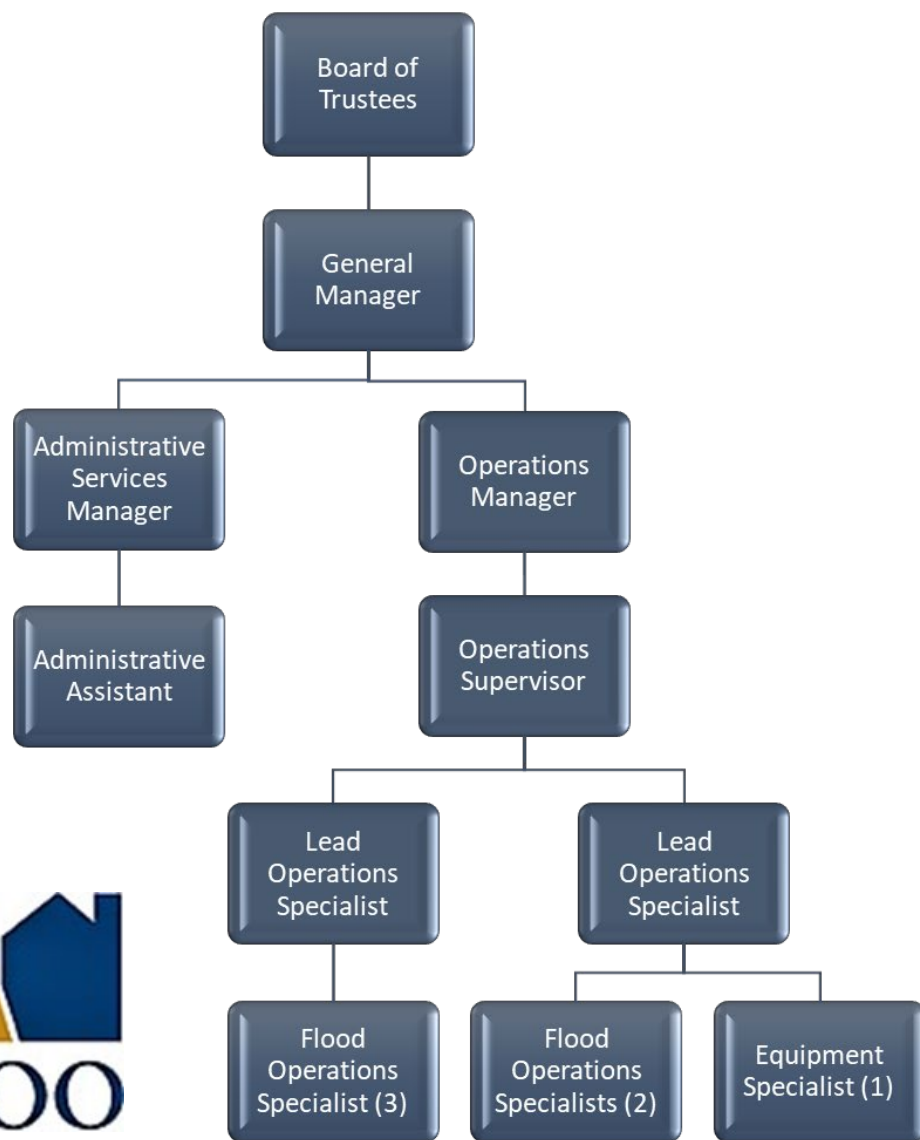 Board of
Trustees
General
Manager
Administrative
Services
Manager
Operations
Manager
Administrative
Assistant
Operations
Supervisor
Lead
Operations
Specialist
Lead
Operations
Specialist
Flood
Operations
Specialist (3)
Flood
Operations
Specialists (2)
Equipment
Specialist (1)